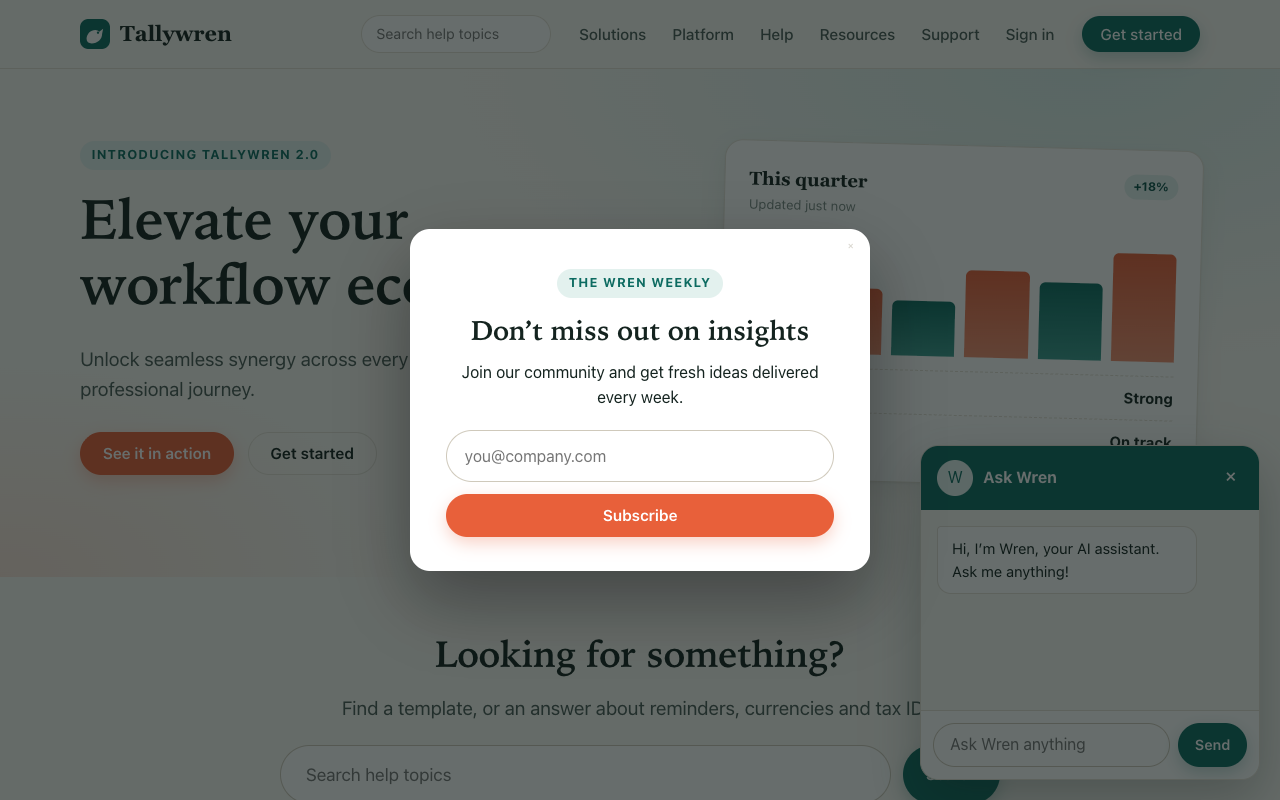 Tallywren
Search help topics
Solutions
Platform
Help
Resources
Support
Sign in
Get started
INTRODUCING TALLYWREN 2.0
Elevate your
workflow
Unlock seamless synergy across every
professional journey.
See it in action
Get started
This quarter
Updated just now
+18%
Strong
On track
×
THE WREN WEEKLY
Don’t miss out on insights
Join our community and get fresh ideas delivered
every week.
you@company.com
Subscribe
W
Ask Wren
×
Hi, I’m Wren, your AI assistant.
Ask me anything!
Ask Wren anything
Send
Looking for something?
Find a template, or an answer about reminders, currencies and tax
Search help topics